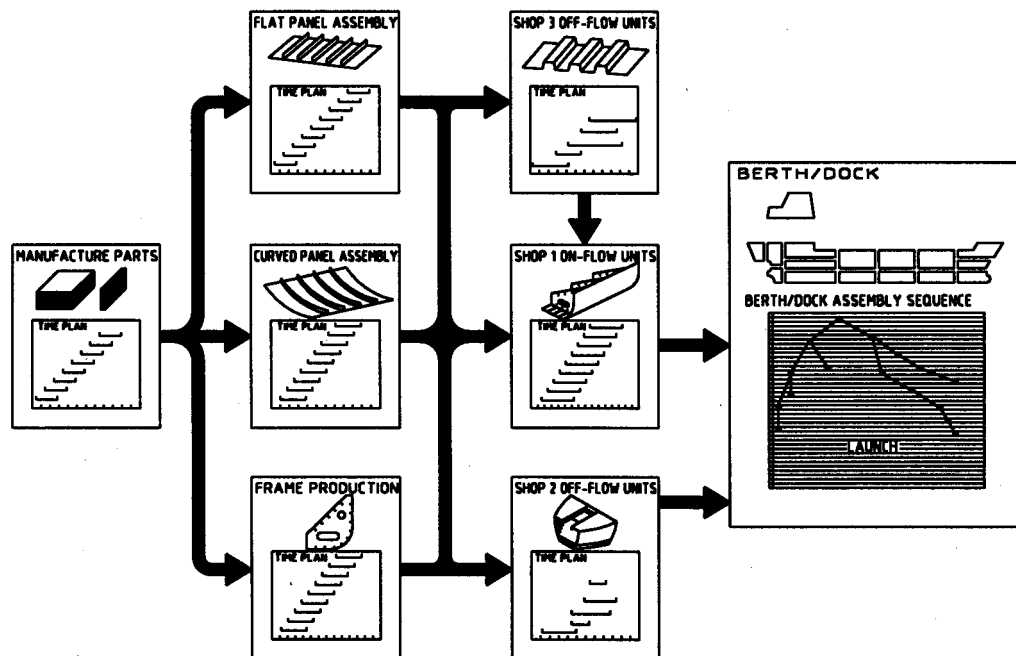 FLAT PANEL ASSEMBLY
TIME PLAN
SHOP 3 OFF-FLOW UNITS
TIME PLAN
MANUFACTURE PARTS
TIME PLAN
CURVED PANEL ASSEMBLY
TIME PLAN
SHOP 1 ON-FLOW UNITS
TIME PLAN
FRAME PRODUCTION
TIME PLAN
SHOP 2 OFF-FLOW UNITS
TIME PLAN
BERTH/DOCK
BERTH/DOCK ASSEMBLY SEQUENCE
LAUNCH